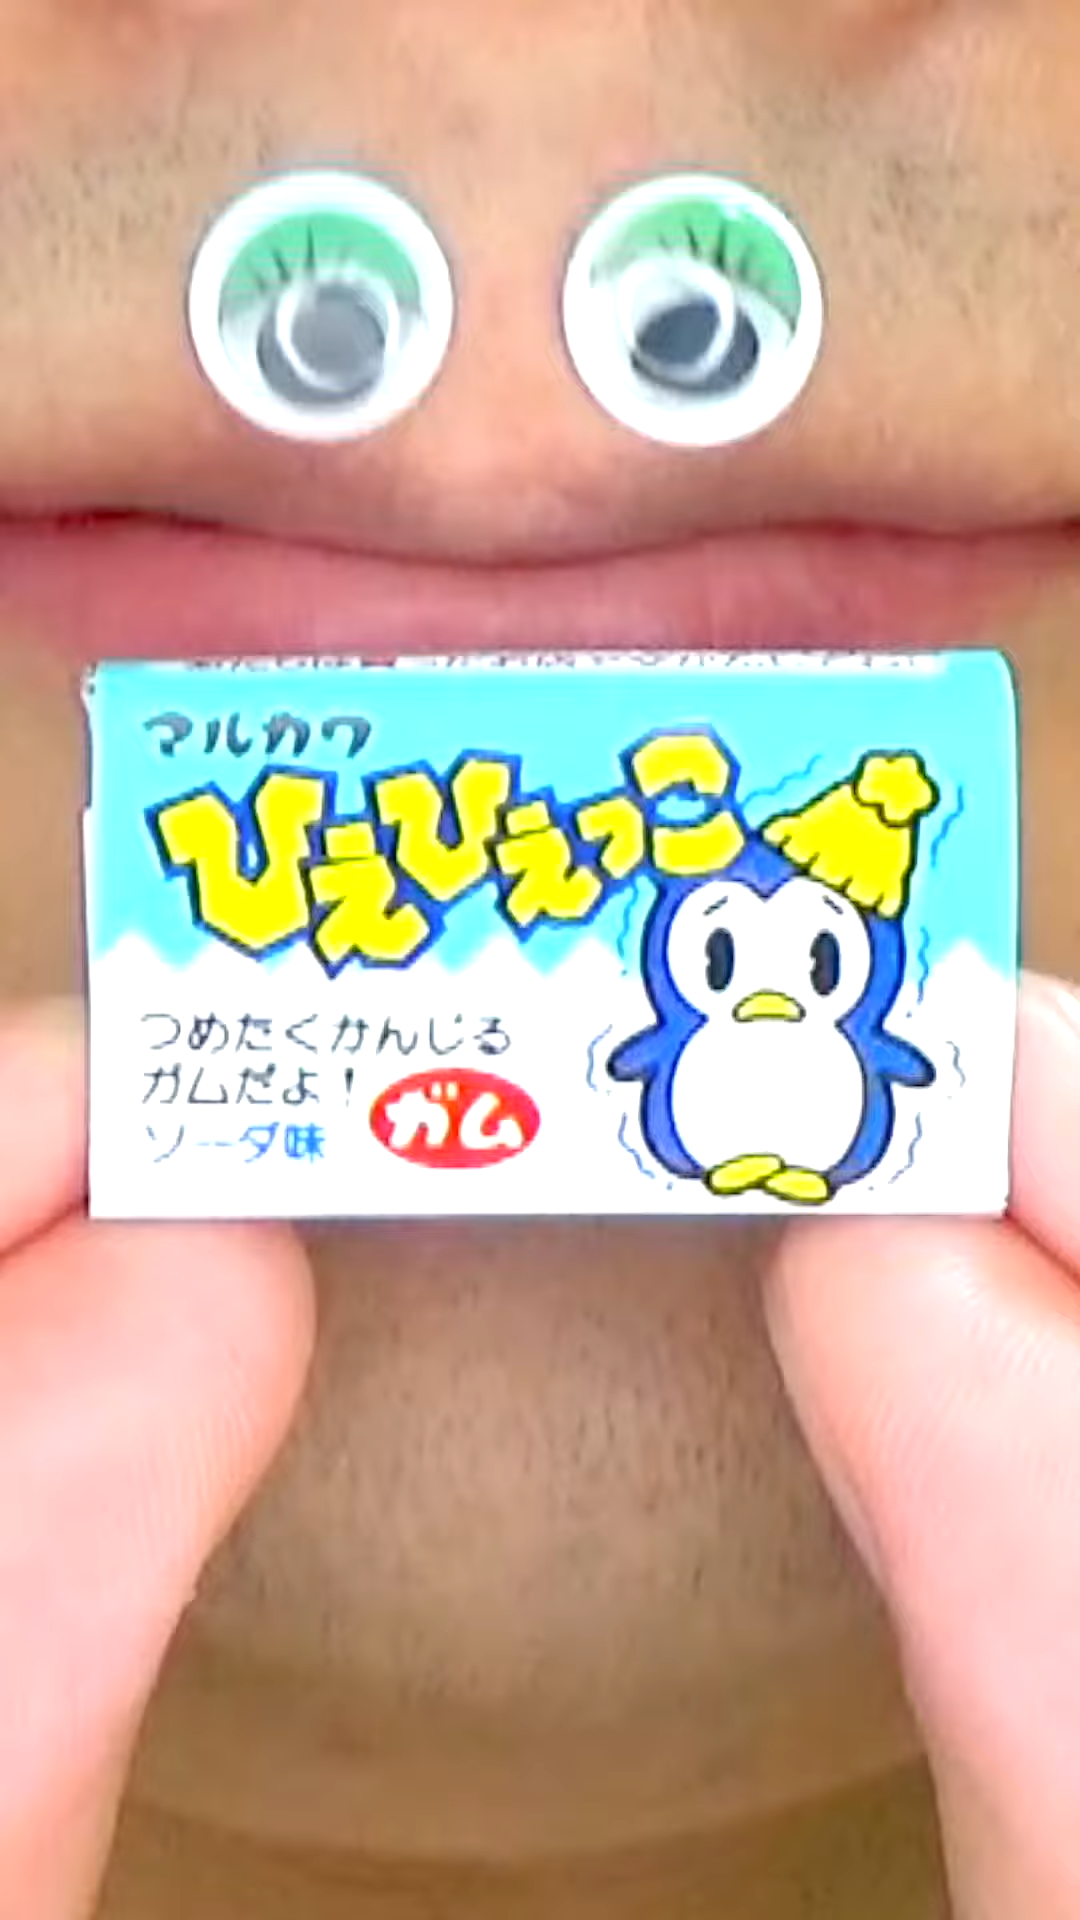 マルカワ
ひえひえっこ
つめたくかんじる
ガムだよ!
ソーダ味
ガム